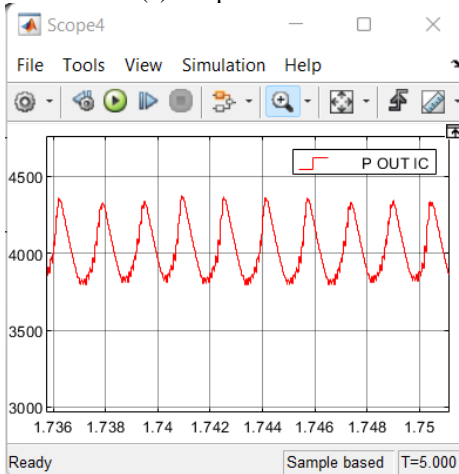 Scope4
File Tools View Simulation Help
P OUT IC
4500
4000
3500
3000
1.736 1.738 1.74 1.742 1.744 1.746 1.748 1.75
Ready Sample based T=5.000